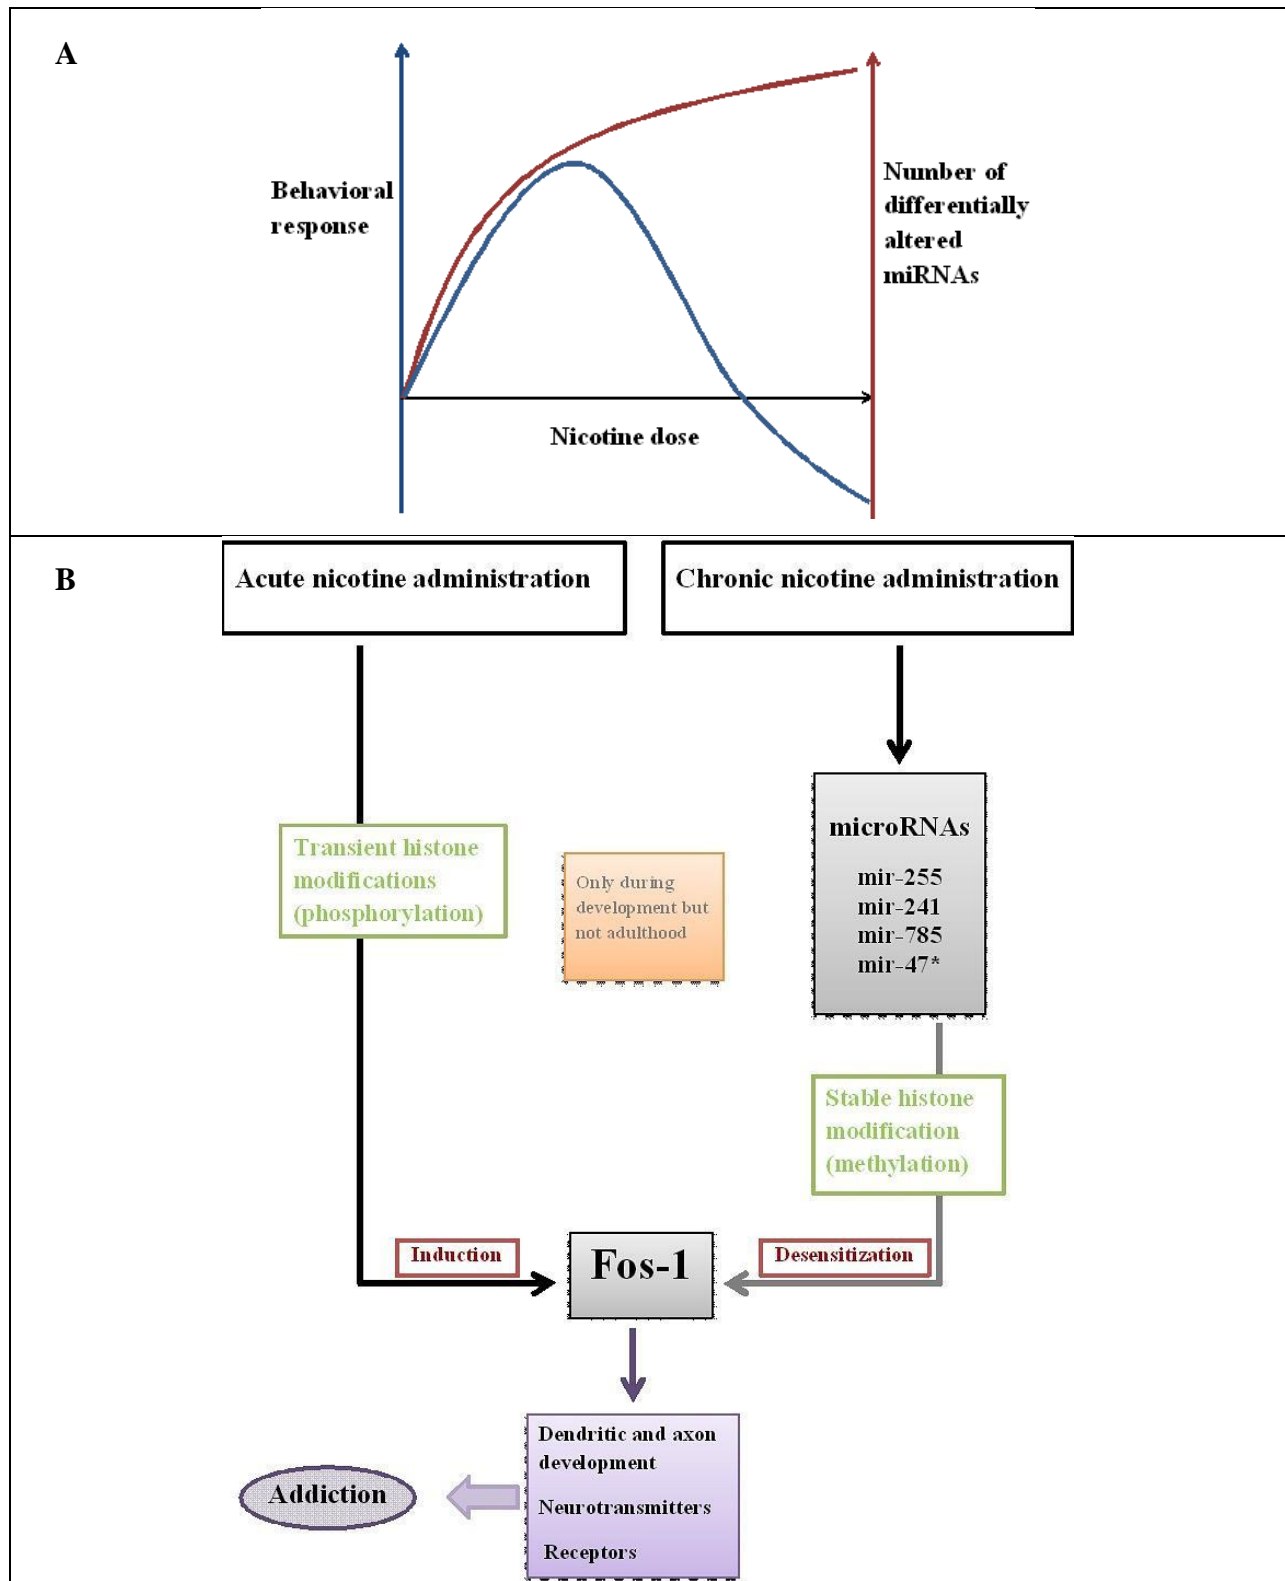 A
Behavioral
response
Number of
differentially
altered
miRNAs
Nicotine dose
B
Acute nicotine administration
Chronic nicotine administration
Transient histone
modifications
(phosphorylation)
Only during
development but
not adulthood
microRNAs
mir-255
mir-241
mir-785
mir-47*
Stable histone
modification
(methylation)
Induction
Fos-1
Desensitization
Dendritic and axon
development
Neurotransmitters
Receptors
Addiction